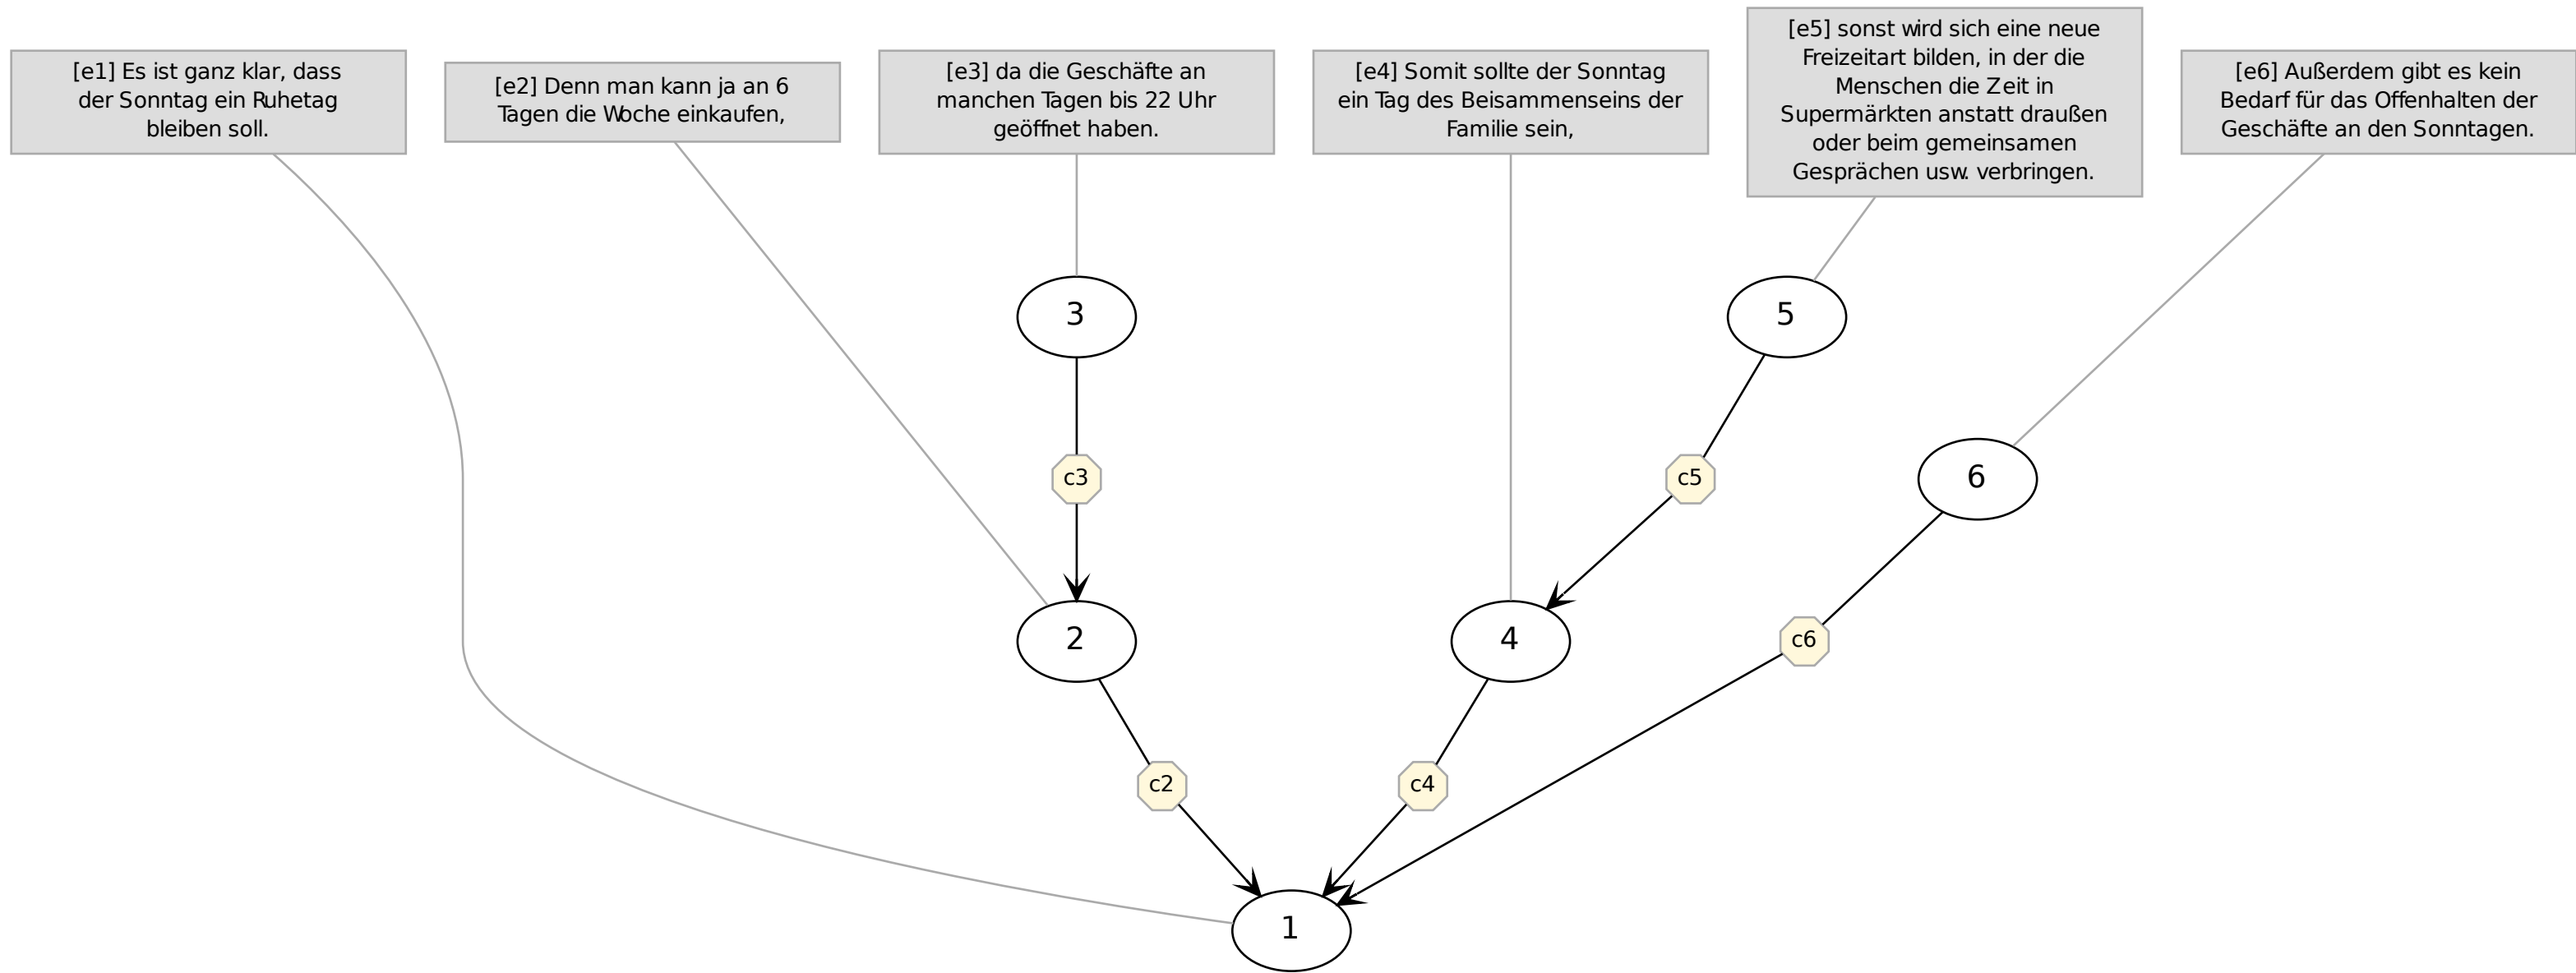 [e1] Es ist ganz klar, dass
der Sonntag ein Ruhetag
bleiben soll.
[e2] Denn man kann ja an 6
Tagen die Woche einkaufen,
[e3] da die Geschäfte an
manchen Tagen bis 22 Uhr
geöffnet haben.
[e4] Somit sollte der Sonntag
ein Tag des Beisammenseins der
Familie sein,
[e5] sonst wird sich eine neue
Freizeitart bilden, in der die
Menschen die Zeit in
Supermärkten anstatt draußen
oder beim gemeinsamen
Gesprächen usw. verbringen.
[e6] Außerdem gibt es kein
Bedarf für das Offenhalten der
Geschäfte an den Sonntagen.
3
5
c3
c5
6
2
4
c6
c2
c4
1